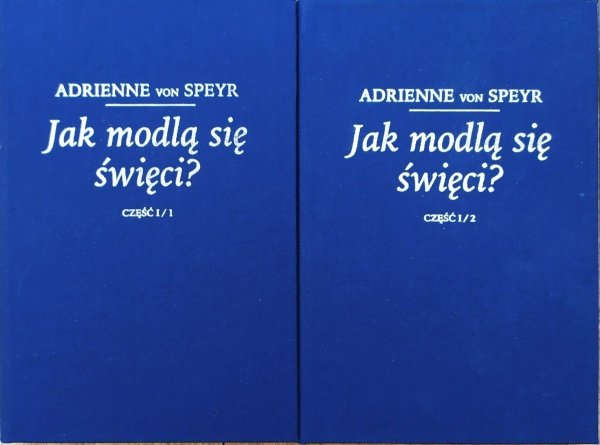 ADRIENNE VON SPEYR
Jak modlą się
święci?
CZĘŚĆ I/1
ADRIENNE VON SPEYR
Jak modlą się
święci?
CZĘŚĆ I/2